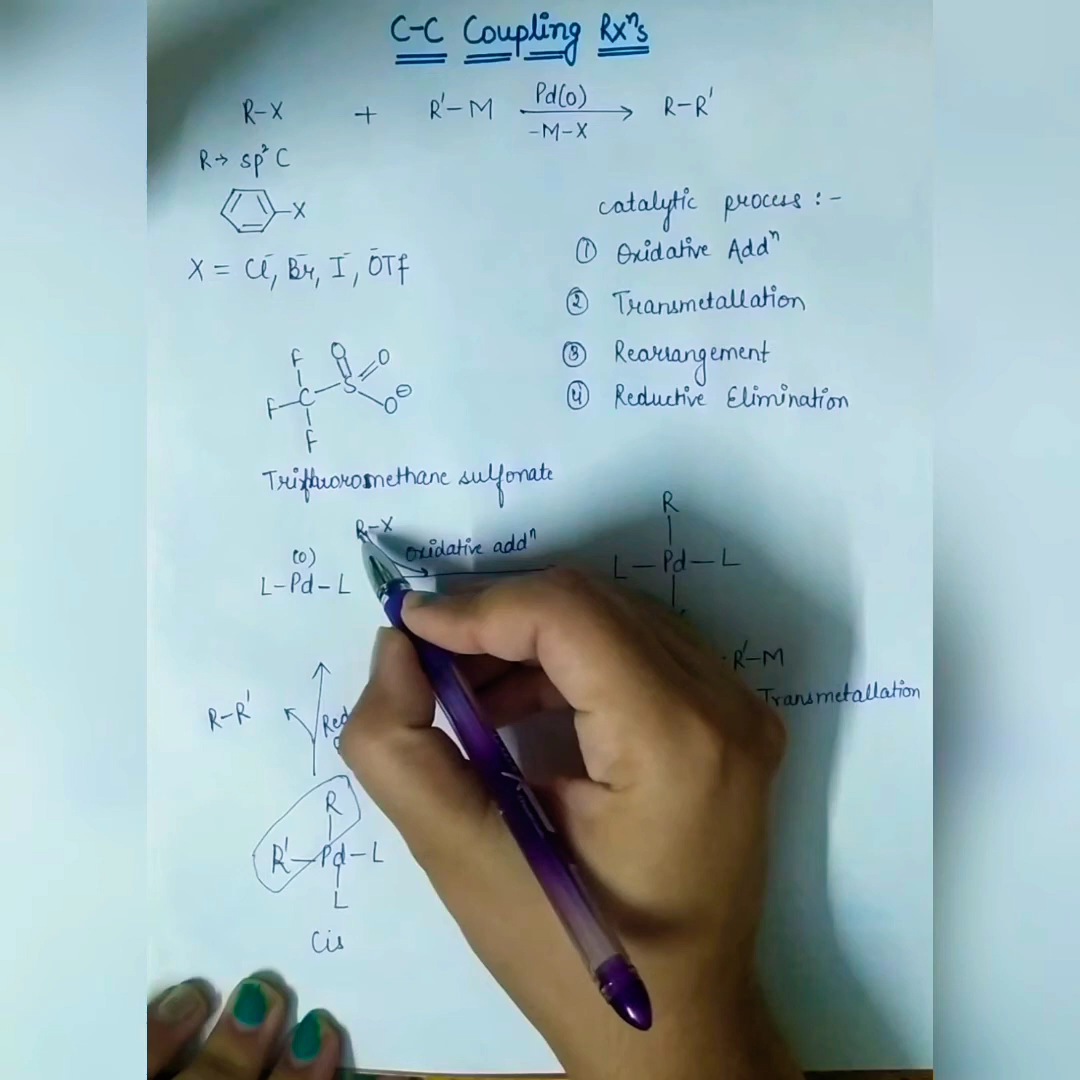 C-C Coupling Rxⁿs
R-X + R'-M Pd(0) -M-X R-R'
R→ sp² C
X
X = Cl⁻, Br⁻, I⁻, ⁻OTf
catalytic process :-
① Oxidative Addⁿ
② Transmetallation
③ Rearrangement
④ Reductive Elimination
F O O
F C S O⊖
F
Trifluoromethane sulfonate
R-X
oxidative addⁿ
(0)
L-Pd-L
R
L-Pd-L
R'-M
Transmetallation
R-R'
R
R'-Pd-L
L
Cis